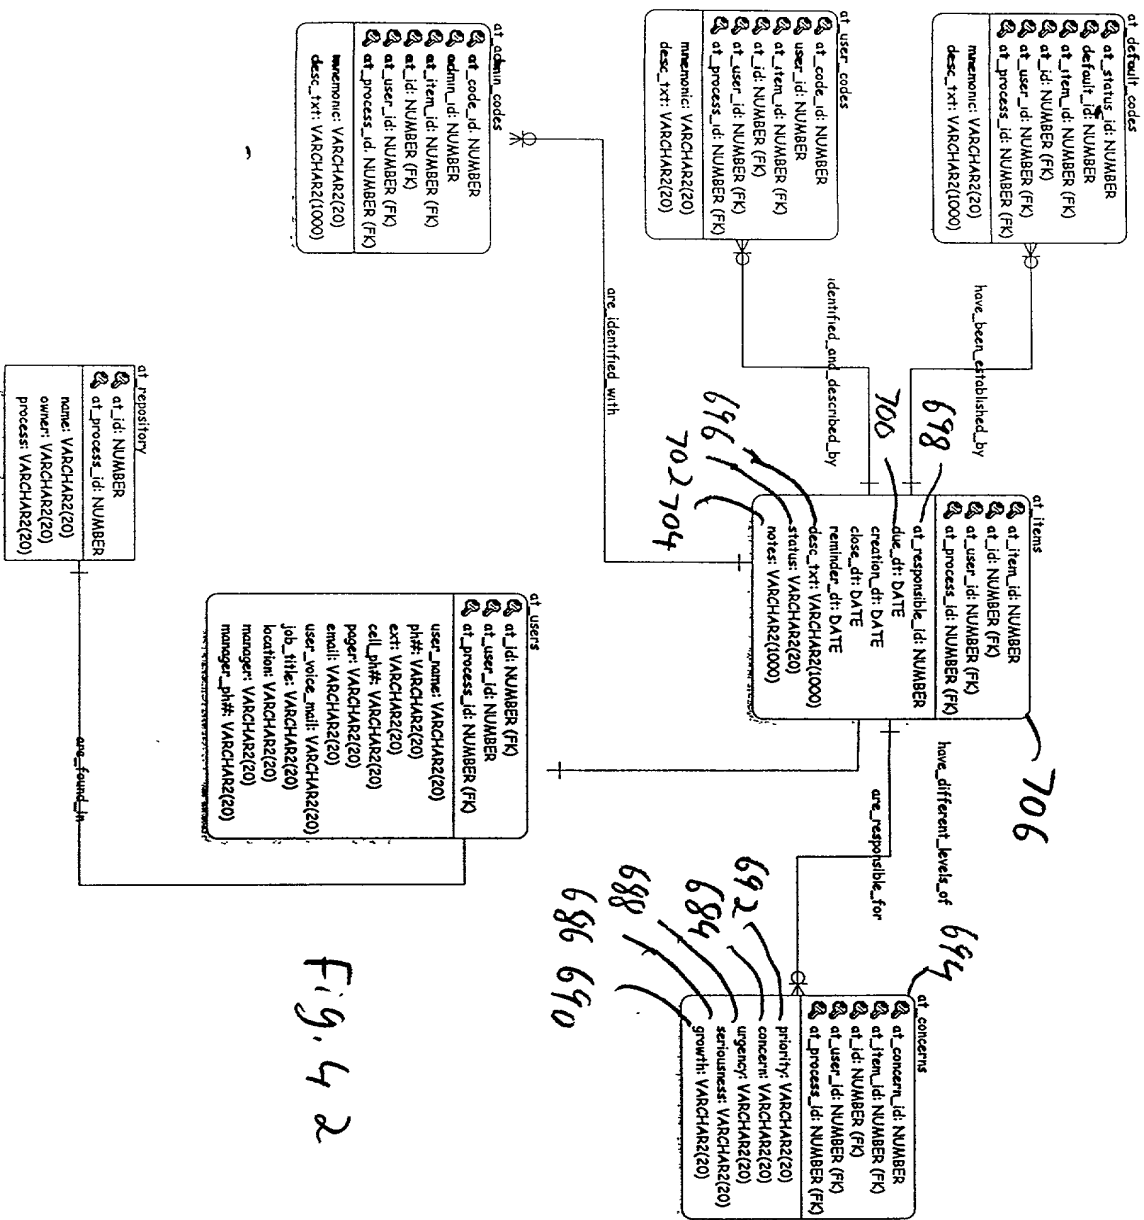 at_default_codes
at_status_id: NUMBER
default_id: NUMBER
at_item_id: NUMBER (FK)
at_id: NUMBER (FK)
at_user_id: NUMBER (FK)
at_process_id: NUMBER (FK)
mnemonic: VARCHAR2(20)
desc_txt: VARCHAR2(1000)
at_user_codes
at_code_id: NUMBER
user_id: NUMBER
at_item_id: NUMBER (FK)
at_id: NUMBER (FK)
at_user_id: NUMBER (FK)
at_process_id: NUMBER (FK)
mnemonic: VARCHAR2(20)
desc_txt: VARCHAR2(20)
at_admin_codes
at_code_id: NUMBER
admin_id: NUMBER
at_item_id: NUMBER (FK)
at_id: NUMBER (FK)
at_user_id: NUMBER (FK)
at_process_id: NUMBER (FK)
mnemonic: VARCHAR2(20)
desc_txt: VARCHAR2(1000)
have_been_established_by
identified_and_described_by
are_identified_with
698
700
696
702 704
at_items
at_item_id: NUMBER
at_id: NUMBER (FK)
at_user_id: NUMBER (FK)
at_process_id: NUMBER (FK)
at_responsible_id: NUMBER
due_dt: DATE
creation_dt: DATE
close_dt: DATE
reminder_dt: DATE
desc_txt: VARCHAR2(1000)
status: VARCHAR2(20)
notes: VARCHAR2(1000)
706
at_repository
at_id: NUMBER
at_process_id: NUMBER
name: VARCHAR2(20)
owner: VARCHAR2(20)
process: VARCHAR2(20)
at_users
at_id: NUMBER (FK)
at_user_id: NUMBER
at_process_id: NUMBER (FK)
user_name: VARCHAR2(20)
ph#: VARCHAR2(20)
ext: VARCHAR2(20)
cell_ph#: VARCHAR2(20)
pager: VARCHAR2(20)
email: VARCHAR2(20)
user_voice_mail: VARCHAR2(20)
job_title: VARCHAR2(20)
location: VARCHAR2(20)
manager: VARCHAR2(20)
manager_ph#: VARCHAR2(20)
are_found_in
have_different_levels_of
are_responsible_for
694
692
684
688
686 690
at_concerns
at_concern_id: NUMBER
at_item_id: NUMBER (FK)
at_id: NUMBER (FK)
at_user_id: NUMBER (FK)
at_process_id: NUMBER (FK)
priority: VARCHAR2(20)
concern: VARCHAR2(20)
urgency: VARCHAR2(20)
seriousness: VARCHAR2(20)
growth: VARCHAR2(20)
Fig. 42